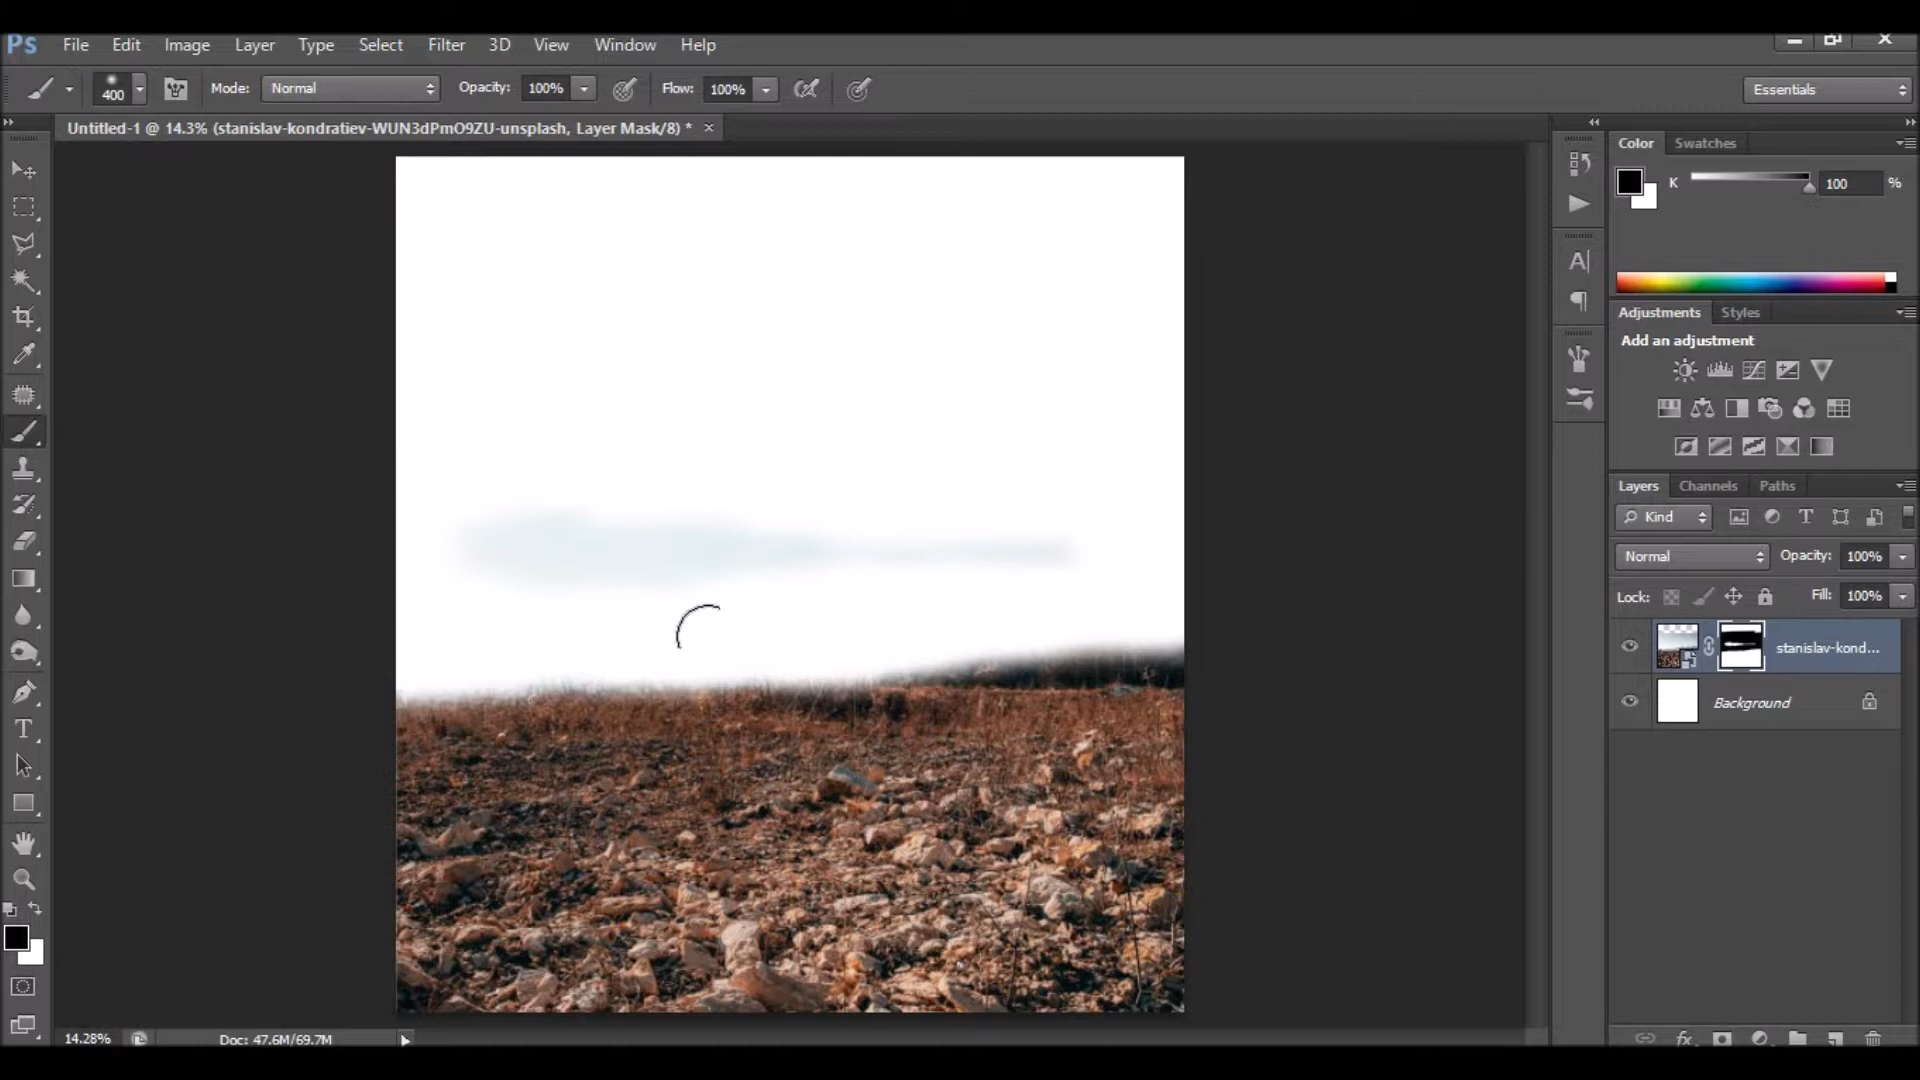 Ps File Edit Image Layer Type Select Filter 3D View Window Help
400 Mode: Normal Opacity: 100% Flow: 100% Essentials
Untitled-1 @ 14.3% (stanislav-kondratiev-WUN3dPmO9ZU-unsplash, Layer Mask/8) *
Color Swatches
K 100 %
Adjustments Styles
Add an adjustment
Layers Channels Paths
Kind
Normal Opacity: 100%
Lock: Fill: 100%
stanislav-kond...
Background
14.28% Doc: 47.6M/69.7M